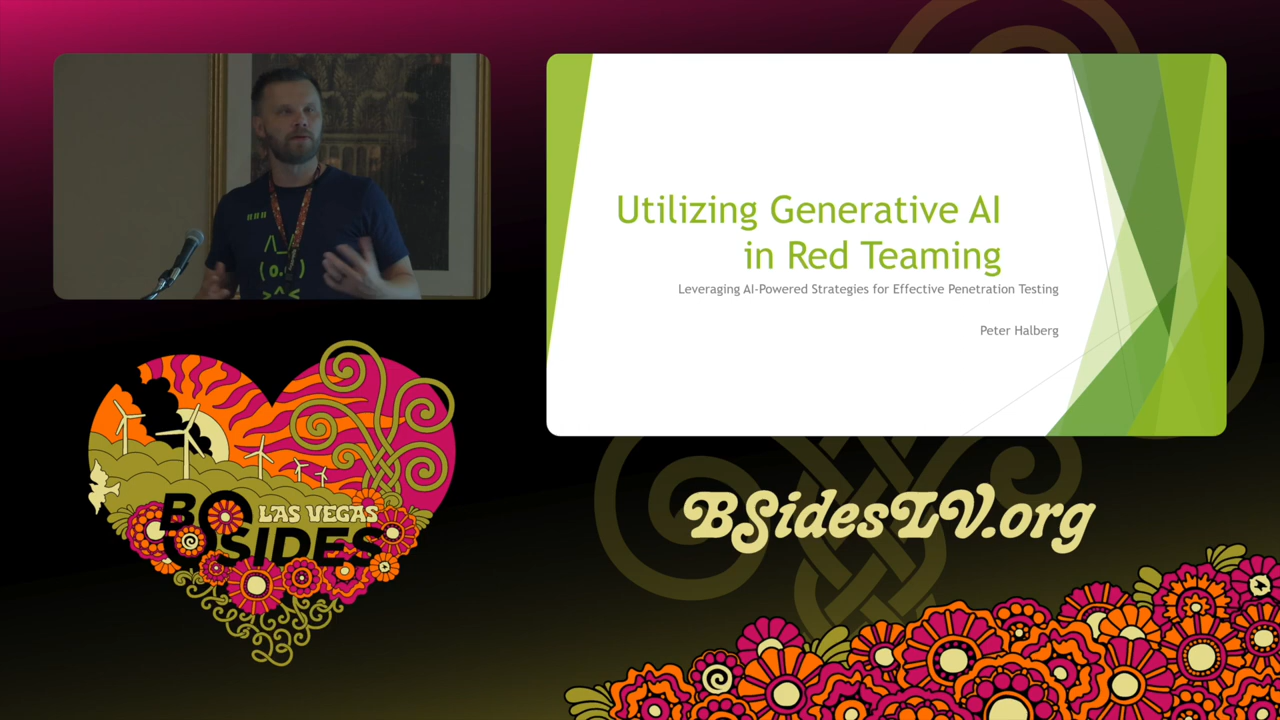 Utilizing Generative AI
in Red Teaming
Leveraging AI-Powered Strategies for Effective Penetration Testing
Peter Halberg
###
(o.o)
>^<
LAS VEGAS
BSIDES
BSidesLV.org